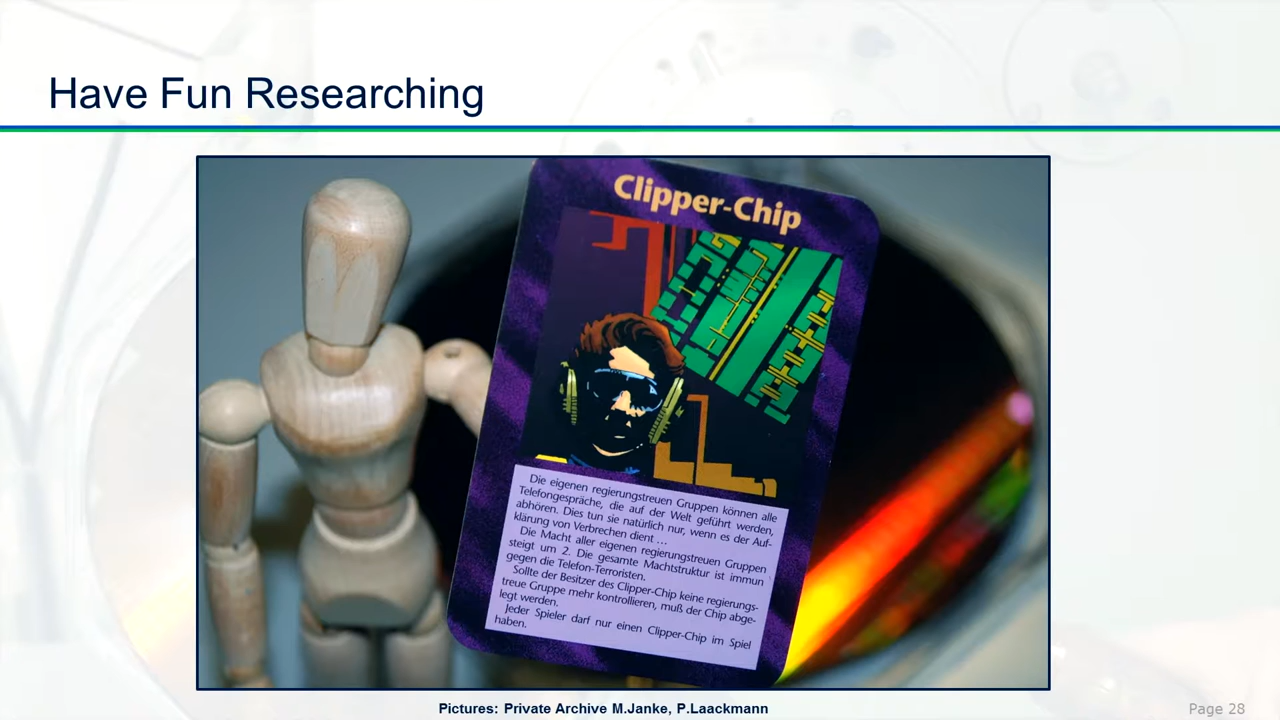 Have Fun Researching
Clipper-Chip
Die eigenen regierungstreuen Gruppen können alle
Telefongespräche, die auf der Welt geführt werden,
abhören. Dies tun sie natürlich nur, wenn es der Auf-
klärung von Verbrechen dient ...
Die Macht aller eigenen regierungstreuen Gruppen
steigt um 2. Die gesamte Machtstruktur ist immun
gegen die Telefon-Terroristen.
Sollte der Besitzer des Clipper-Chip keine regierungs-
treue Gruppe mehr kontrollieren, muß der Chip abge-
legt werden.
Jeder Spieler darf nur einen Clipper-Chip im Spiel
haben.
Pictures: Private Archive M.Janke, P.Laackmann
Page 28